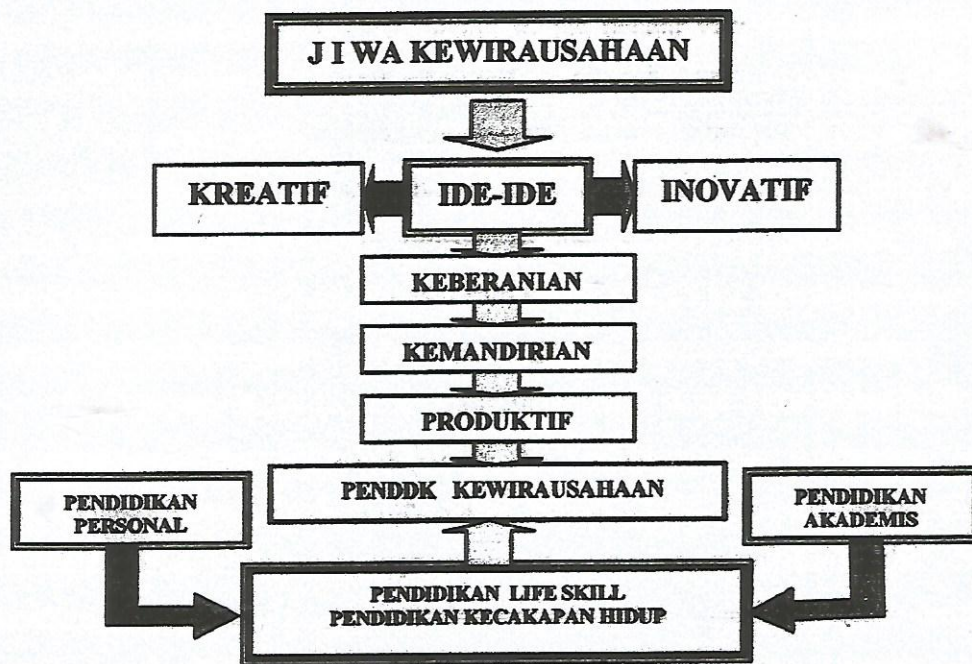 J I WA KEWIRAUSAHAAN
KREATIF
IDE-IDE
INOVATIF
KEBERANIAN
KEMANDIRIAN
PRODUKTIF
PENDIDIKAN
PERSONAL
PENDDK KEWIRAUSAHAAN
PENDIDIKAN
AKADEMIS
PENDIDIKAN LIFE SKILL
PENDIDIKAN KECAKAPAN HIDUP